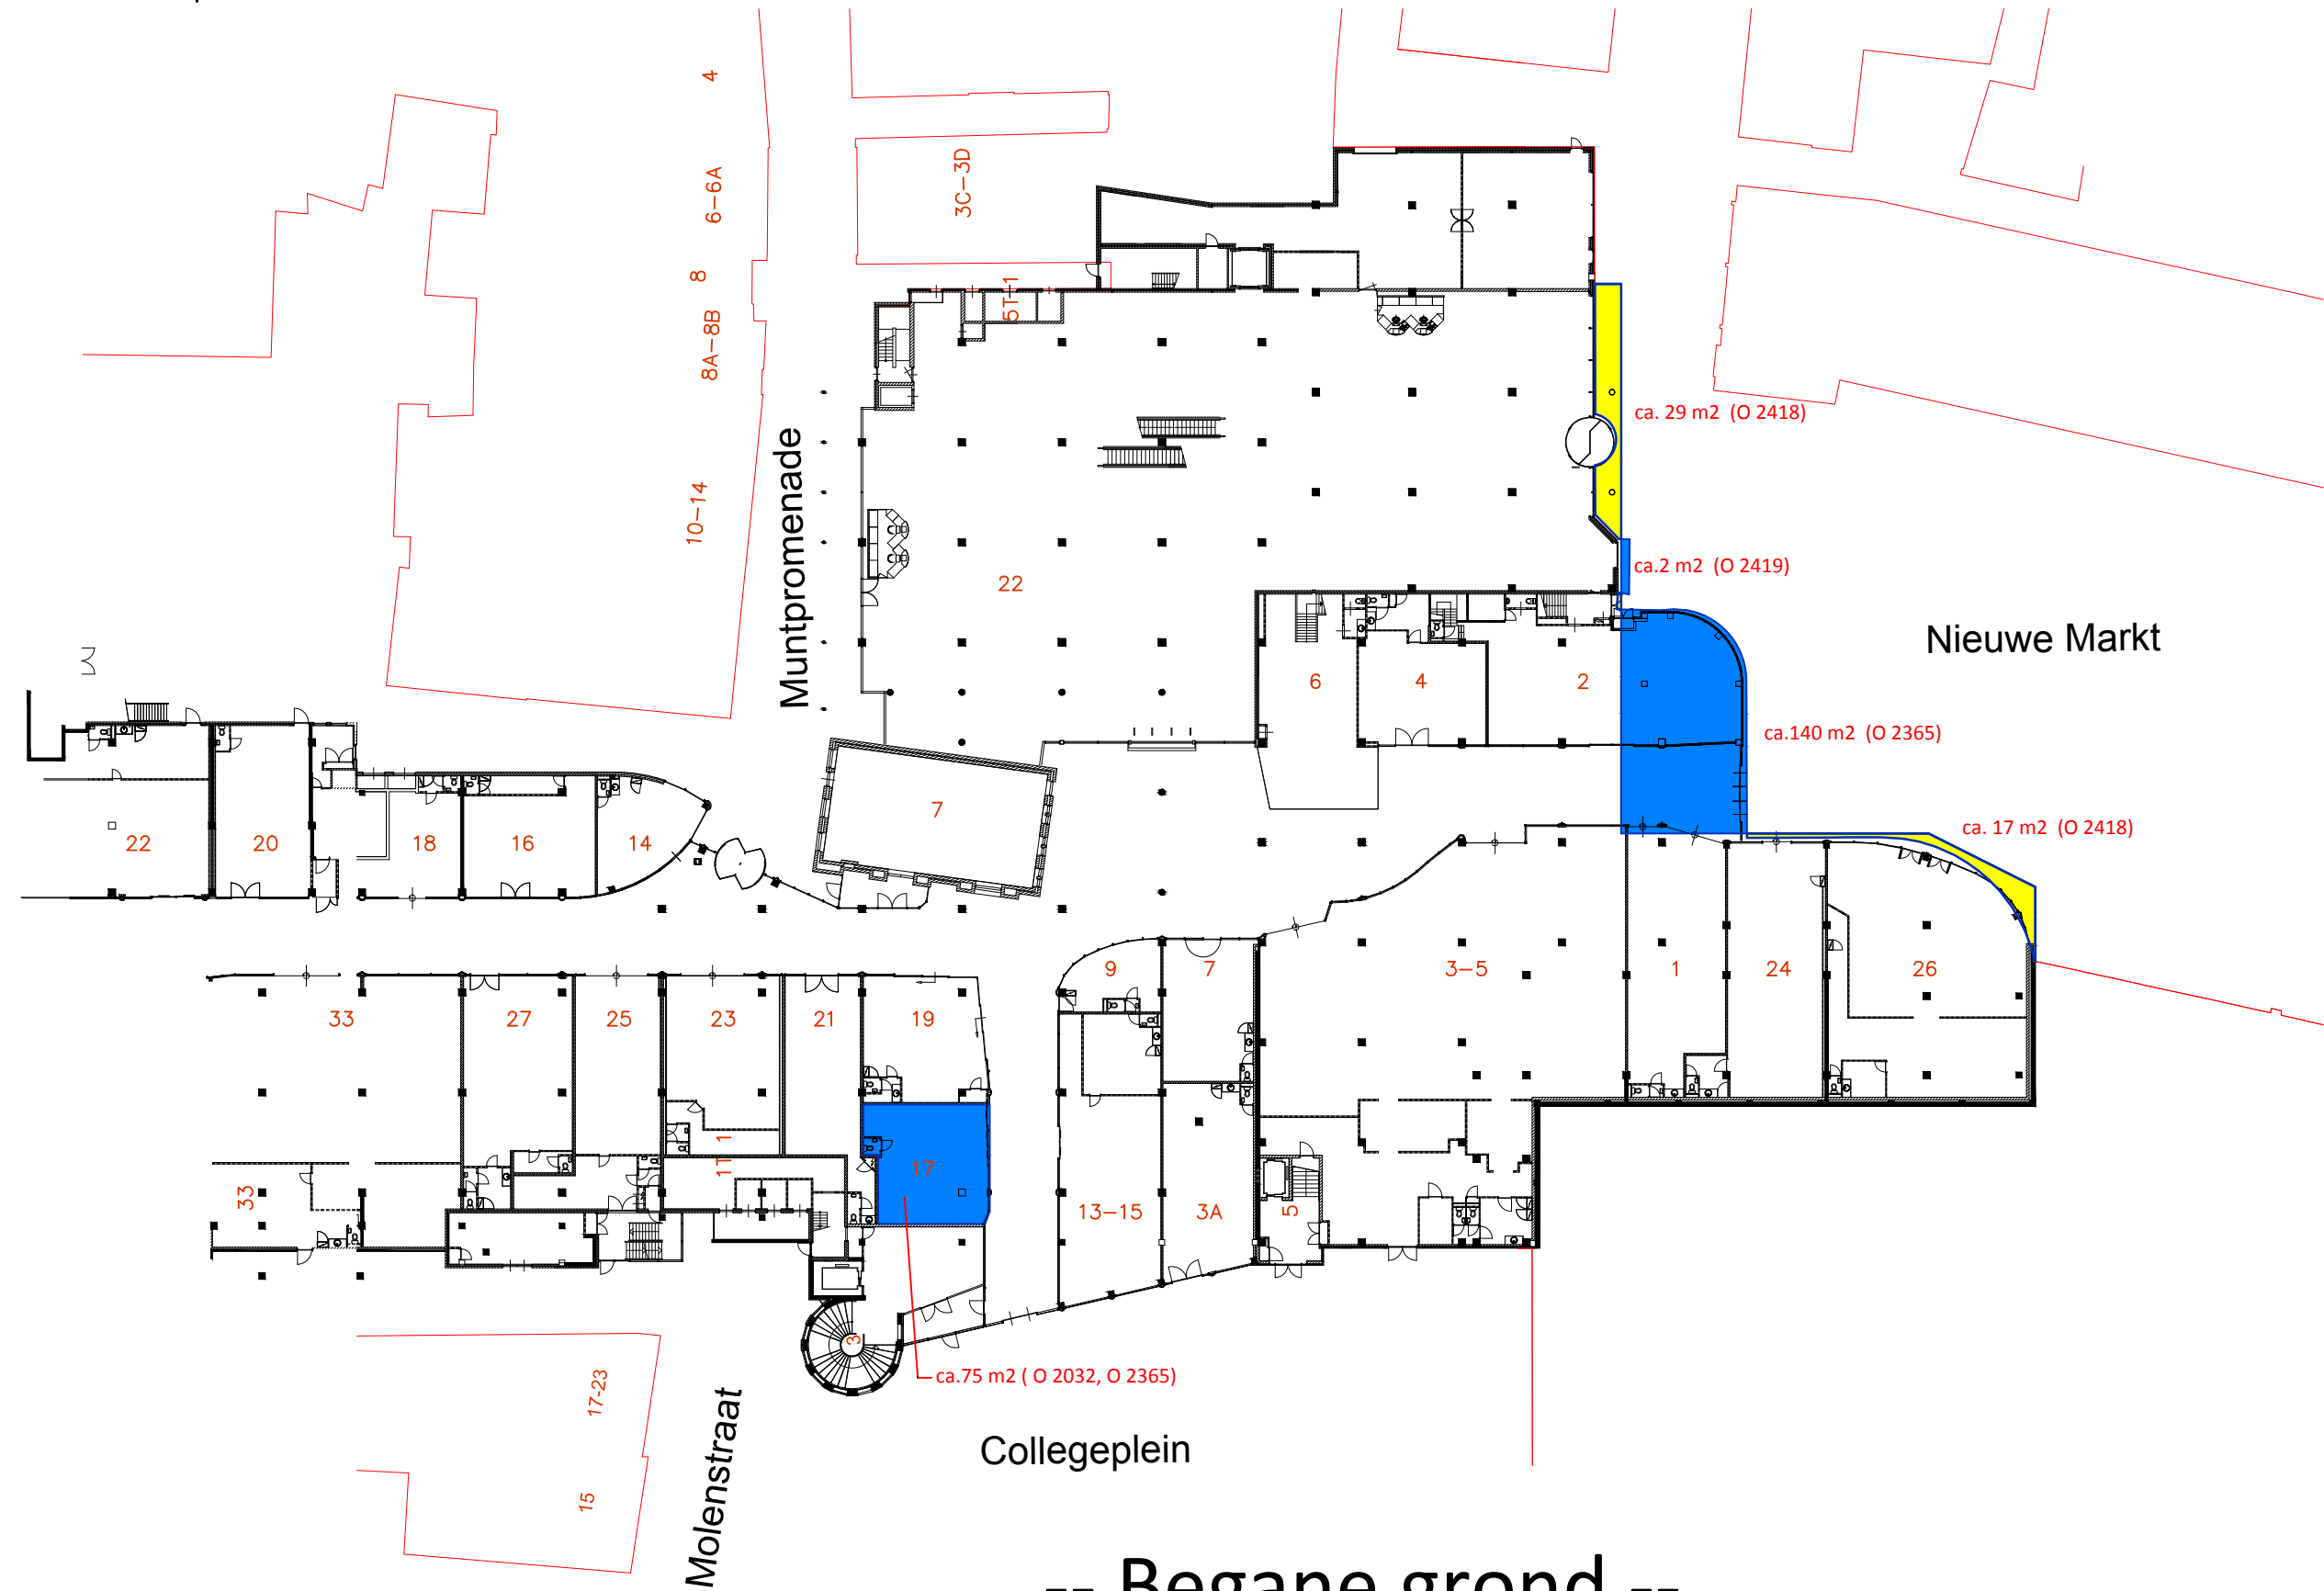 4
6-6A
3C-3D
8
5T-1
8A-8B
ca. 29 m2 (O 2418)
Muntpromenade
10-14
ca.2 m2 (O 2419)
22
Nieuwe Markt
6
4
2
ca.140 m2 (O 2365)
7
22
20
18
16
14
ca. 17 m2 (O 2418)
9
7
3-5
1
24
26
33
27
25
23
21
19
1T 1
17
33
13-15
3A
5
3
ca.75 m2 ( O 2032, O 2365)
17-23
Molenstraat
Collegeplein
15
-- Begane grond --